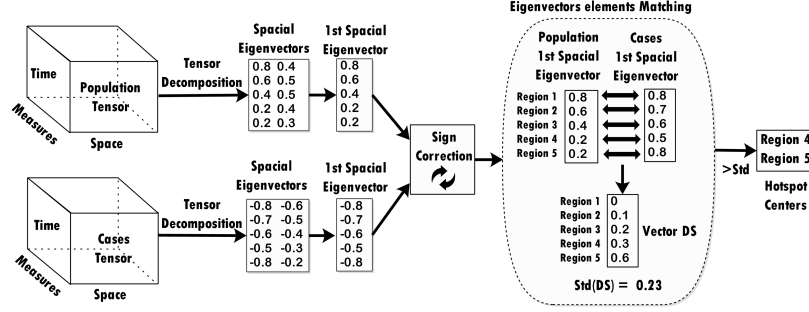 Eigenvectors elements Matching
Time
Population
Tensor
Measures
Space
Tensor
Decomposition
Spacial
Eigenvectors
0.8 0.4
0.6 0.5
0.4 0.5
0.2 0.4
0.2 0.3
1st Spacial
Eigenvector
0.8
0.6
0.4
0.2
0.2
Time
Cases
Tensor
Measures
Space
Tensor
Decomposition
Spacial
Eigenvectors
-0.8 -0.6
-0.7 -0.5
-0.6 -0.4
-0.5 -0.3
-0.8 -0.2
1st Spacial
Eigenvector
-0.8
-0.7
-0.6
-0.5
-0.8
Sign
Correction
Population
1st Spacial
Eigenvector
Cases
1st Spacial
Eigenvector
Region 1 0.8 0.8
Region 2 0.6 0.7
Region 3 0.4 0.6
Region 4 0.2 0.5
Region 5 0.2 0.8
Region 1 0
Region 2 0.1
Region 3 0.2
Region 4 0.3
Region 5 0.6
Vector DS
Std(DS) = 0.23
>Std
Region 4
Region 5
Hotspot
Centers